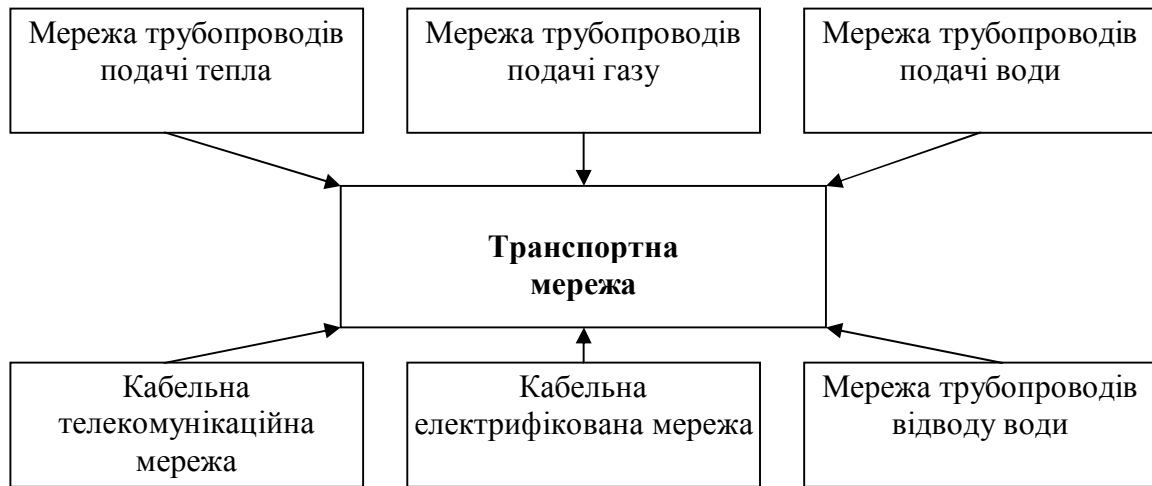 Мережа трубопроводів
подачі тепла
Мережа трубопроводів
подачі газу
Мережа трубопроводів
подачі води
Транспортна
мережа
Кабельна
телекомунікаційна
мережа
Кабельна
електрифікована мережа
Мережа трубопроводів
відводу води